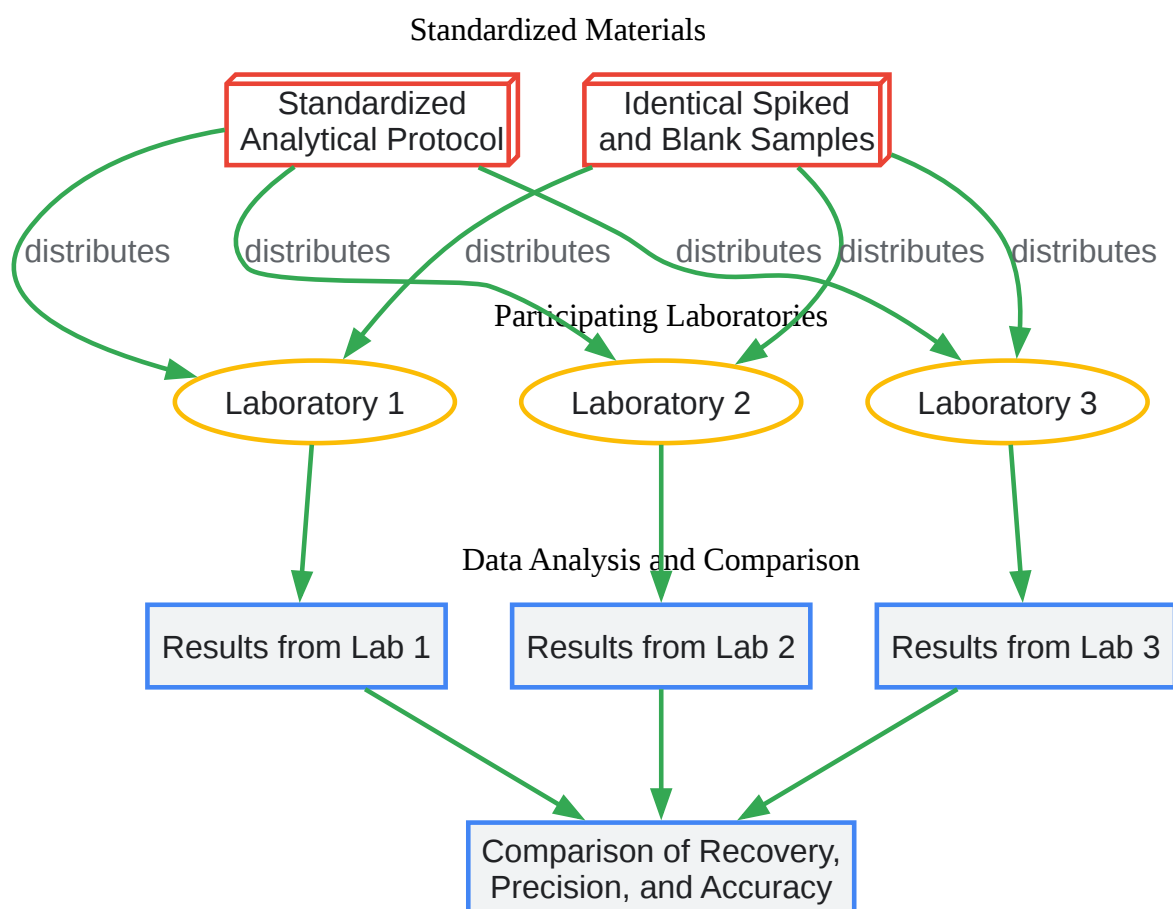 Standardized Materials
Standardized
Analytical Protocol
Identical Spiked
and Blank Samples
distributes
distributes
distributes
distributes
distributes
distributes
Participating Laboratories
Laboratory 1
Laboratory 2
Laboratory 3
Data Analysis and Comparison
Results from Lab 1
Results from Lab 2
Results from Lab 3
Comparison of Recovery,
Precision, and Accuracy